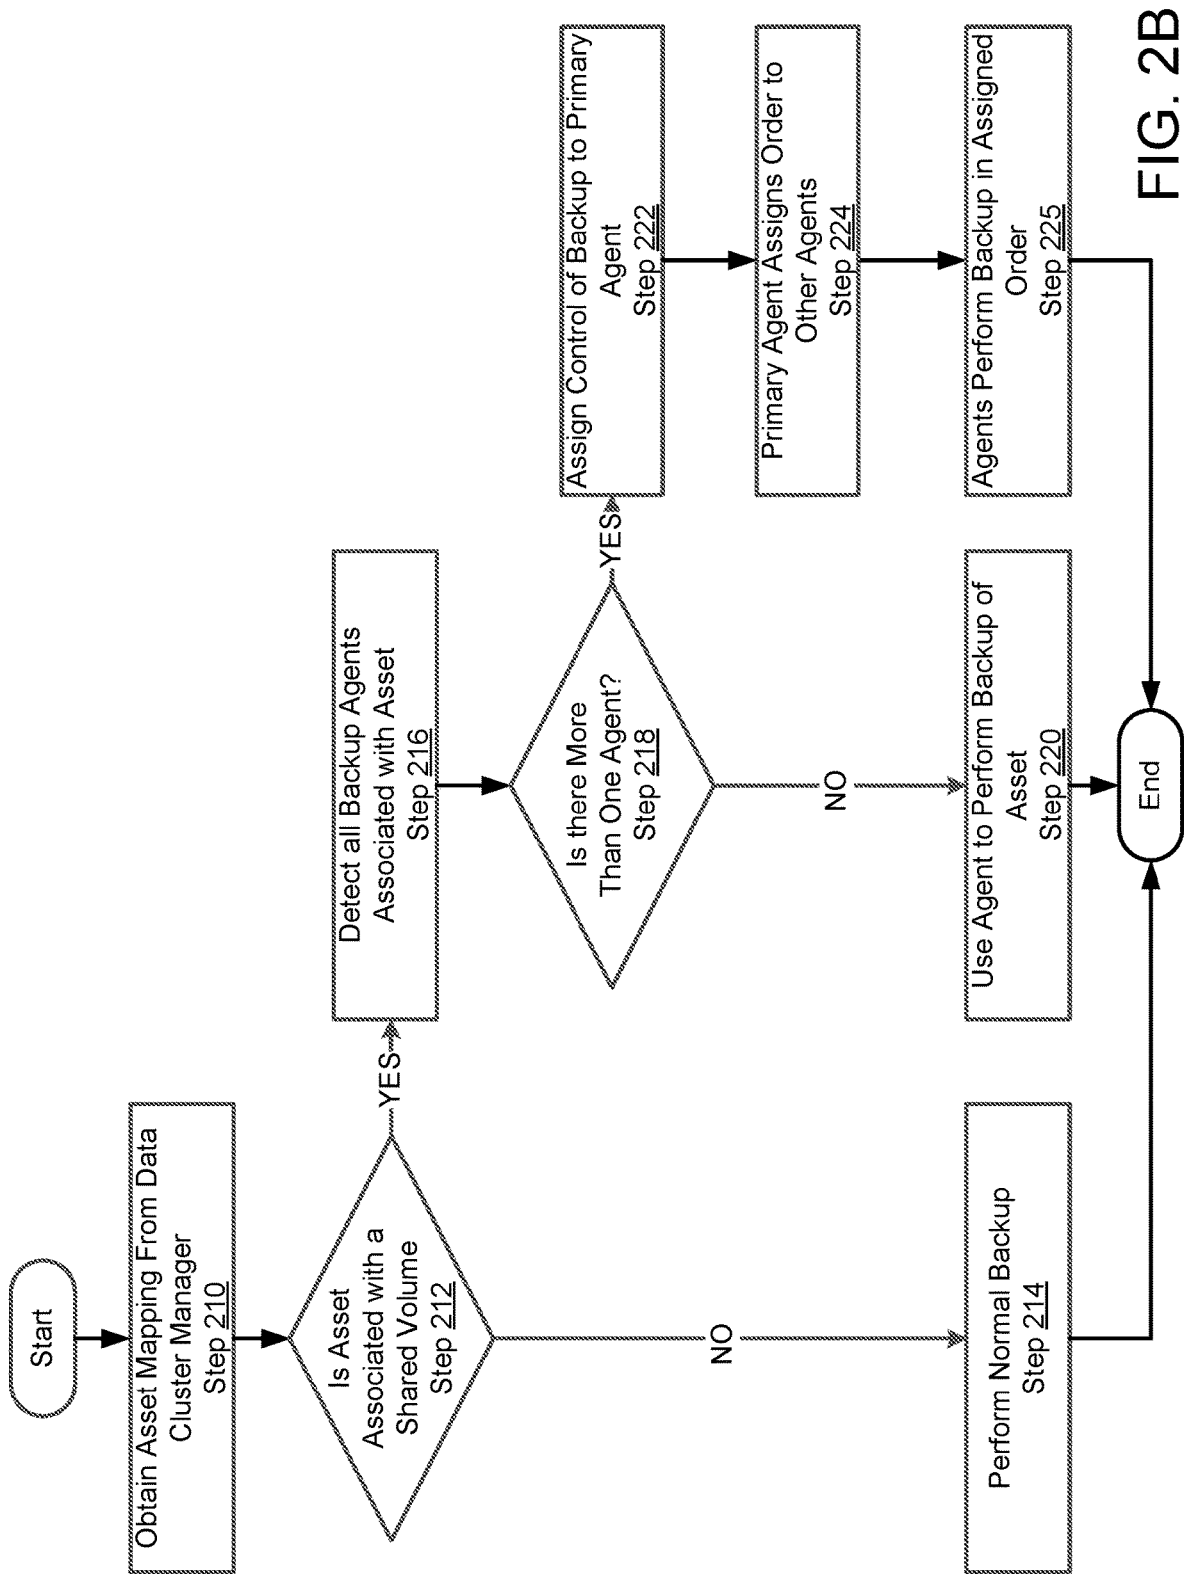 Start
Obtain Asset Mapping From Data
Cluster Manager
Step 210
Is Asset
Associated with a
Shared Volume
Step 212
YES
NO
Perform Normal Backup
Step 214
Detect all Backup Agents
Associated with Asset
Step 216
Is there More
Than One Agent?
Step 218
YES
NO
Use Agent to Perform Backup of
Asset
Step 220
Assign Control of Backup to Primary
Agent
Step 222
Primary Agent Assigns Order to
Other Agents
Step 224
Agents Perform Backup in Assigned
Order
Step 225
End
FIG. 2B